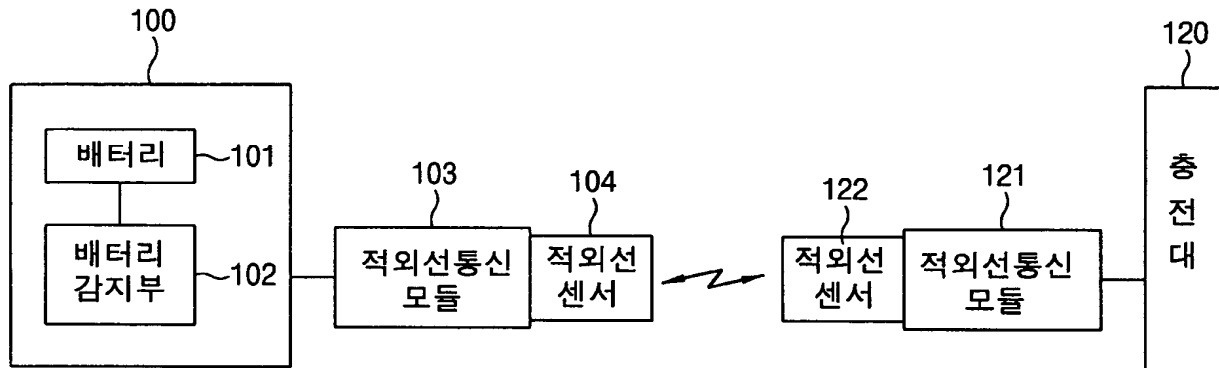 100
120
배터리
101
배터리
감지부
102
103
적외선통신
모듈
104
적외선
센서
122
적외선
센서
121
적외선통신
모듈
충
전
대